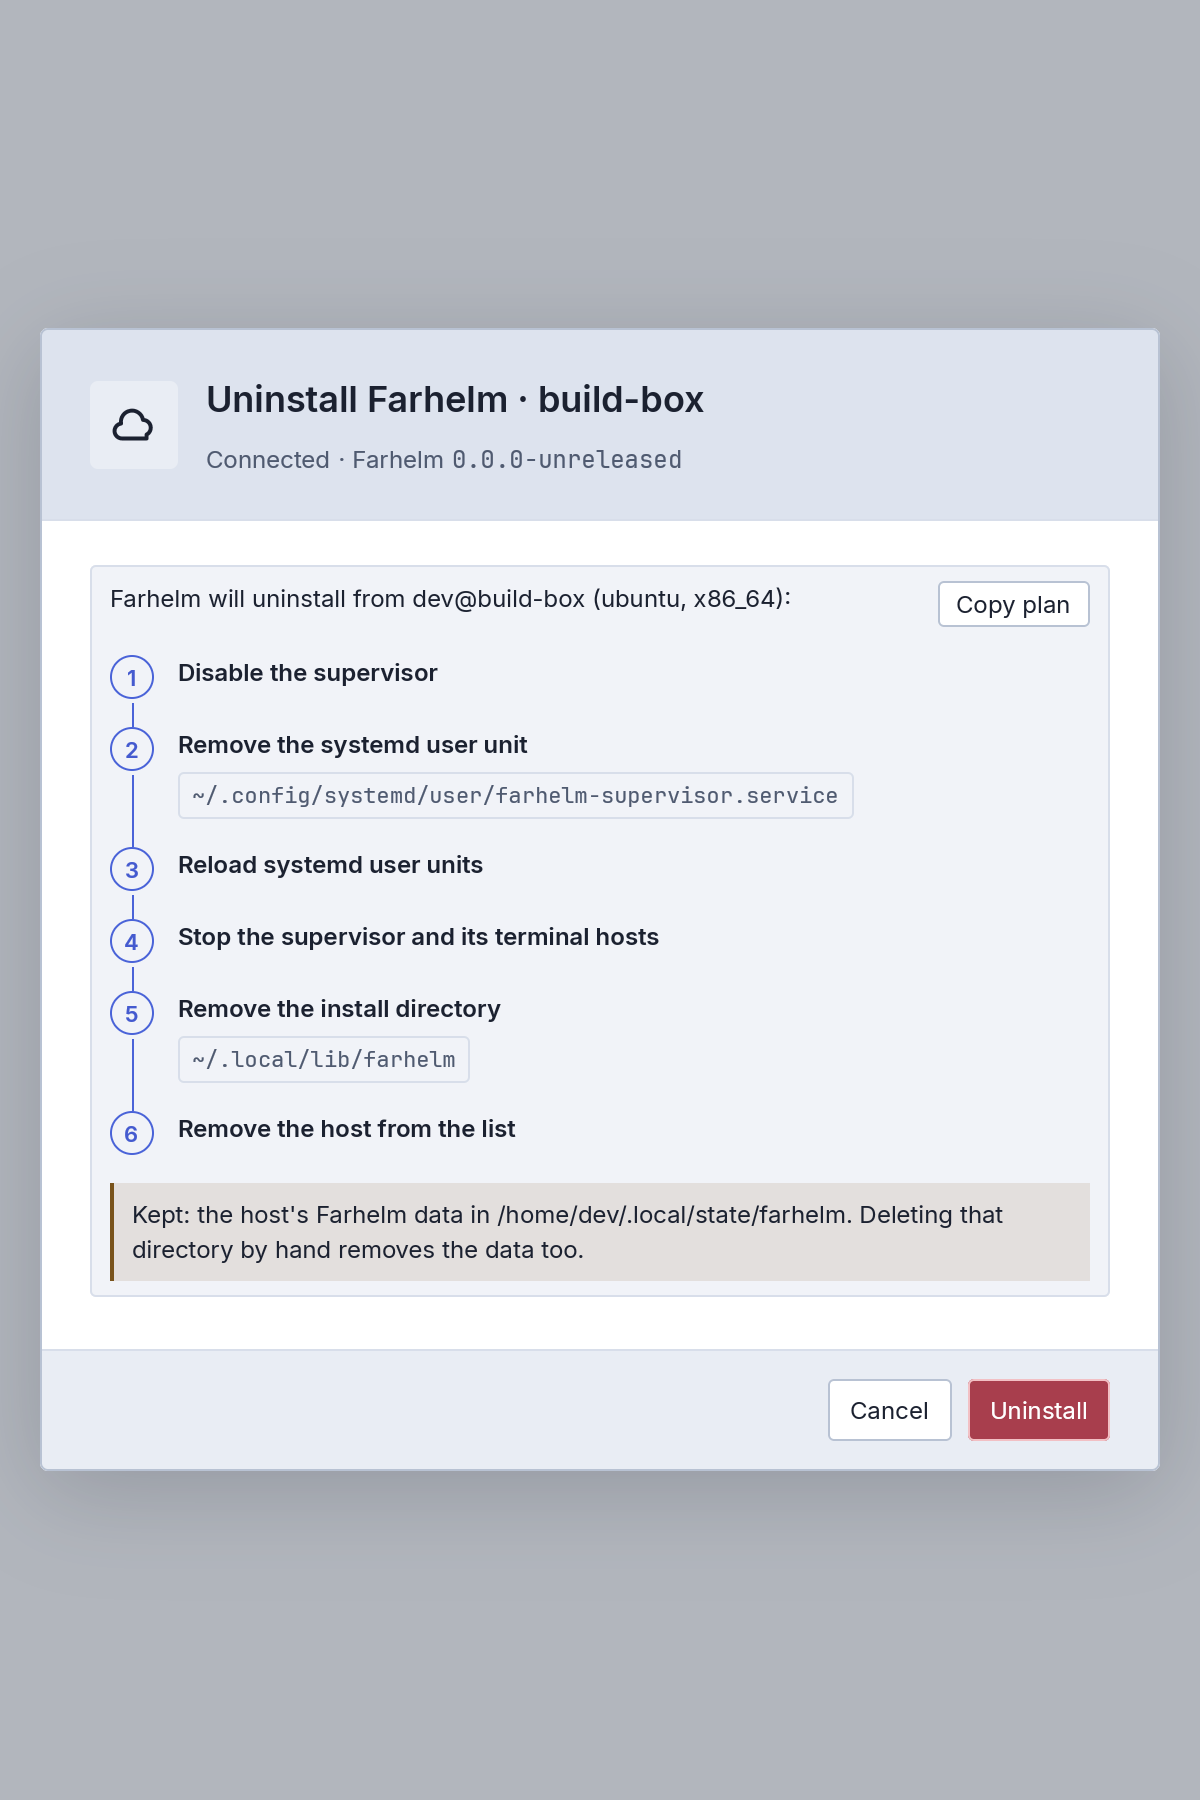 Uninstall Farhelm · build-box
Connected · Farhelm 0.0.0-unreleased
Farhelm will uninstall from dev@build-box (ubuntu, x86_64):
Copy plan
1 Disable the supervisor
2 Remove the systemd user unit
~/.config/systemd/user/farhelm-supervisor.service
3 Reload systemd user units
4 Stop the supervisor and its terminal hosts
5 Remove the install directory
~/.local/lib/farhelm
6 Remove the host from the list
Kept: the host's Farhelm data in /home/dev/.local/state/farhelm. Deleting that
directory by hand removes the data too.
Cancel
Uninstall